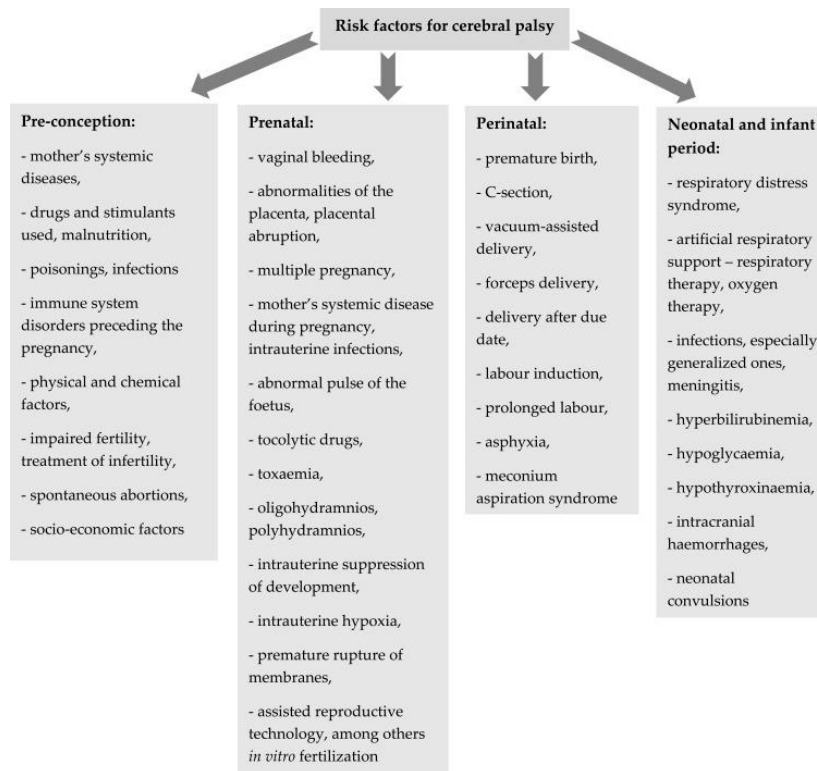 Risk factors for cerebral palsy
Pre-conception:
- mother's systemic
diseases,
- drugs and stimulants
used, malnutrition,
- poisonings, infections
- immune system
disorders preceding the
pregnancy,
- physical and chemical
factors,
- impaired fertility,
treatment of infertility,
- spontaneous abortions,
- socio-economic factors
Prenatal:
- vaginal bleeding,
- abnormalities of the
placenta, placental
abruption,
- multiple pregnancy,
- mother's systemic disease
during pregnancy,
intrauterine infections,
- abnormal pulse of the
foetus,
- tocolytic drugs,
- toxaemia,
- oligohydramnios,
polyhydramnios,
- intrauterine suppression
of development,
- intrauterine hypoxia,
- premature rupture of
membranes,
- assisted reproductive
technology, among others
in vitro fertilization
Perinatal:
- premature birth,
- C-section,
- vacuum-assisted
delivery,
- forceps delivery,
- delivery after due
date,
- labour induction,
- prolonged labour,
- asphyxia,
- meconium
aspiration syndrome
Neonatal and infant
period:
- respiratory distress
syndrome,
- artificial respiratory
support – respiratory
therapy, oxygen
therapy,
- infections, especially
generalized ones,
meningitis,
- hyperbilirubinemia,
- hypoglycaemia,
- hypothyroxinaemia,
- intracranial
haemorrhages,
- neonatal
convulsions